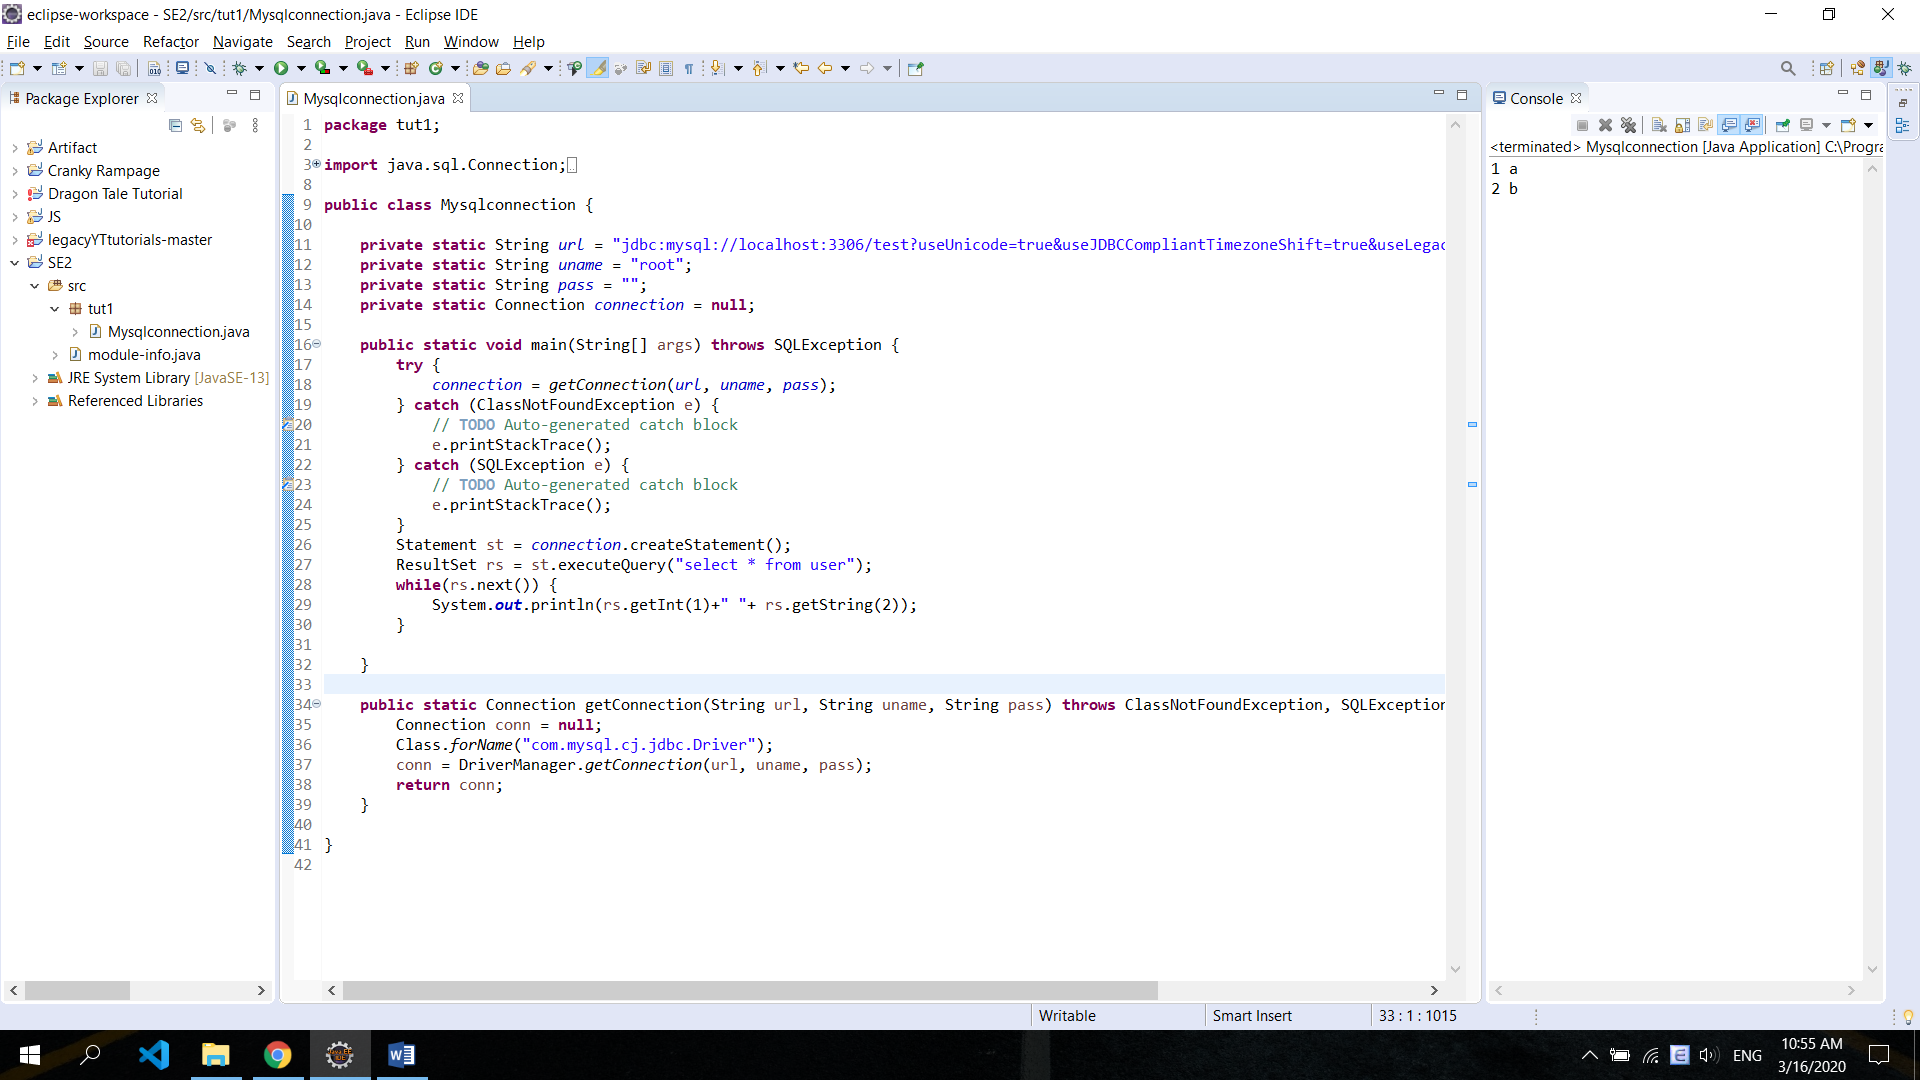 eclipse-workspace - SE2/src/tut1/Mysqlconnection.java - Eclipse IDE
File Edit Source Refactor Navigate Search Project Run Window Help
Package Explorer
Artifact
Cranky Rampage
Dragon Tale Tutorial
JS
legacyYTtutorials-master
SE2
src
tut1
Mysqlconnection.java
module-info.java
JRE System Library [JavaSE-13]
Referenced Libraries
Mysqlconnection.java
1 package tut1;
2
3 import java.sql.Connection;
8
9 public class Mysqlconnection {
10
11 private static String url = "jdbc:mysql://localhost:3306/test?useUnicode=true&useJDBCCompliantTimezoneShift=true&useLegac
12 private static String uname = "root";
13 private static String pass = "";
14 private static Connection connection = null;
15
16 public static void main(String[] args) throws SQLException {
17 try {
18 connection = getConnection(url, uname, pass);
19 } catch (ClassNotFoundException e) {
20 // TODO Auto-generated catch block
21 e.printStackTrace();
22 } catch (SQLException e) {
23 // TODO Auto-generated catch block
24 e.printStackTrace();
25 }
26 Statement st = connection.createStatement();
27 ResultSet rs = st.executeQuery("select * from user");
28 while(rs.next()) {
29 System.out.println(rs.getInt(1)+" "+ rs.getString(2));
30 }
31
32 }
33
34 public static Connection getConnection(String url, String uname, String pass) throws ClassNotFoundException, SQLException
35 Connection conn = null;
36 Class.forName("com.mysql.cj.jdbc.Driver");
37 conn = DriverManager.getConnection(url, uname, pass);
38 return conn;
39 }
40
41 }
42
Console
<terminated> Mysqlconnection [Java Application] C:\Progra
1 a
2 b
Writable Smart Insert 33 : 1 : 1015
ENG
10:55 AM
3/16/2020